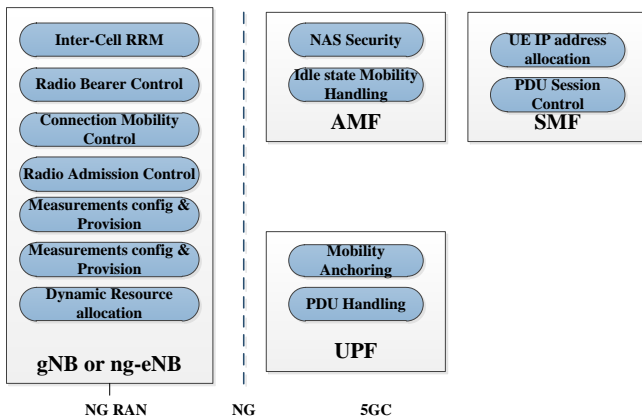 Inter-Cell RRM
Radio Bearer Control
Connection Mobility
Control
Radio Admission Control
Measurements config &
Provision
Measurements config &
Provision
Dynamic Resource
allocation
gNB or ng-eNB
NAS Security
Idle state Mobility
Handling
AMF
UE IP address
allocation
PDU Session
Control
SMF
Mobility
Anchoring
PDU Handling
UPF
NG RAN
NG
5GC